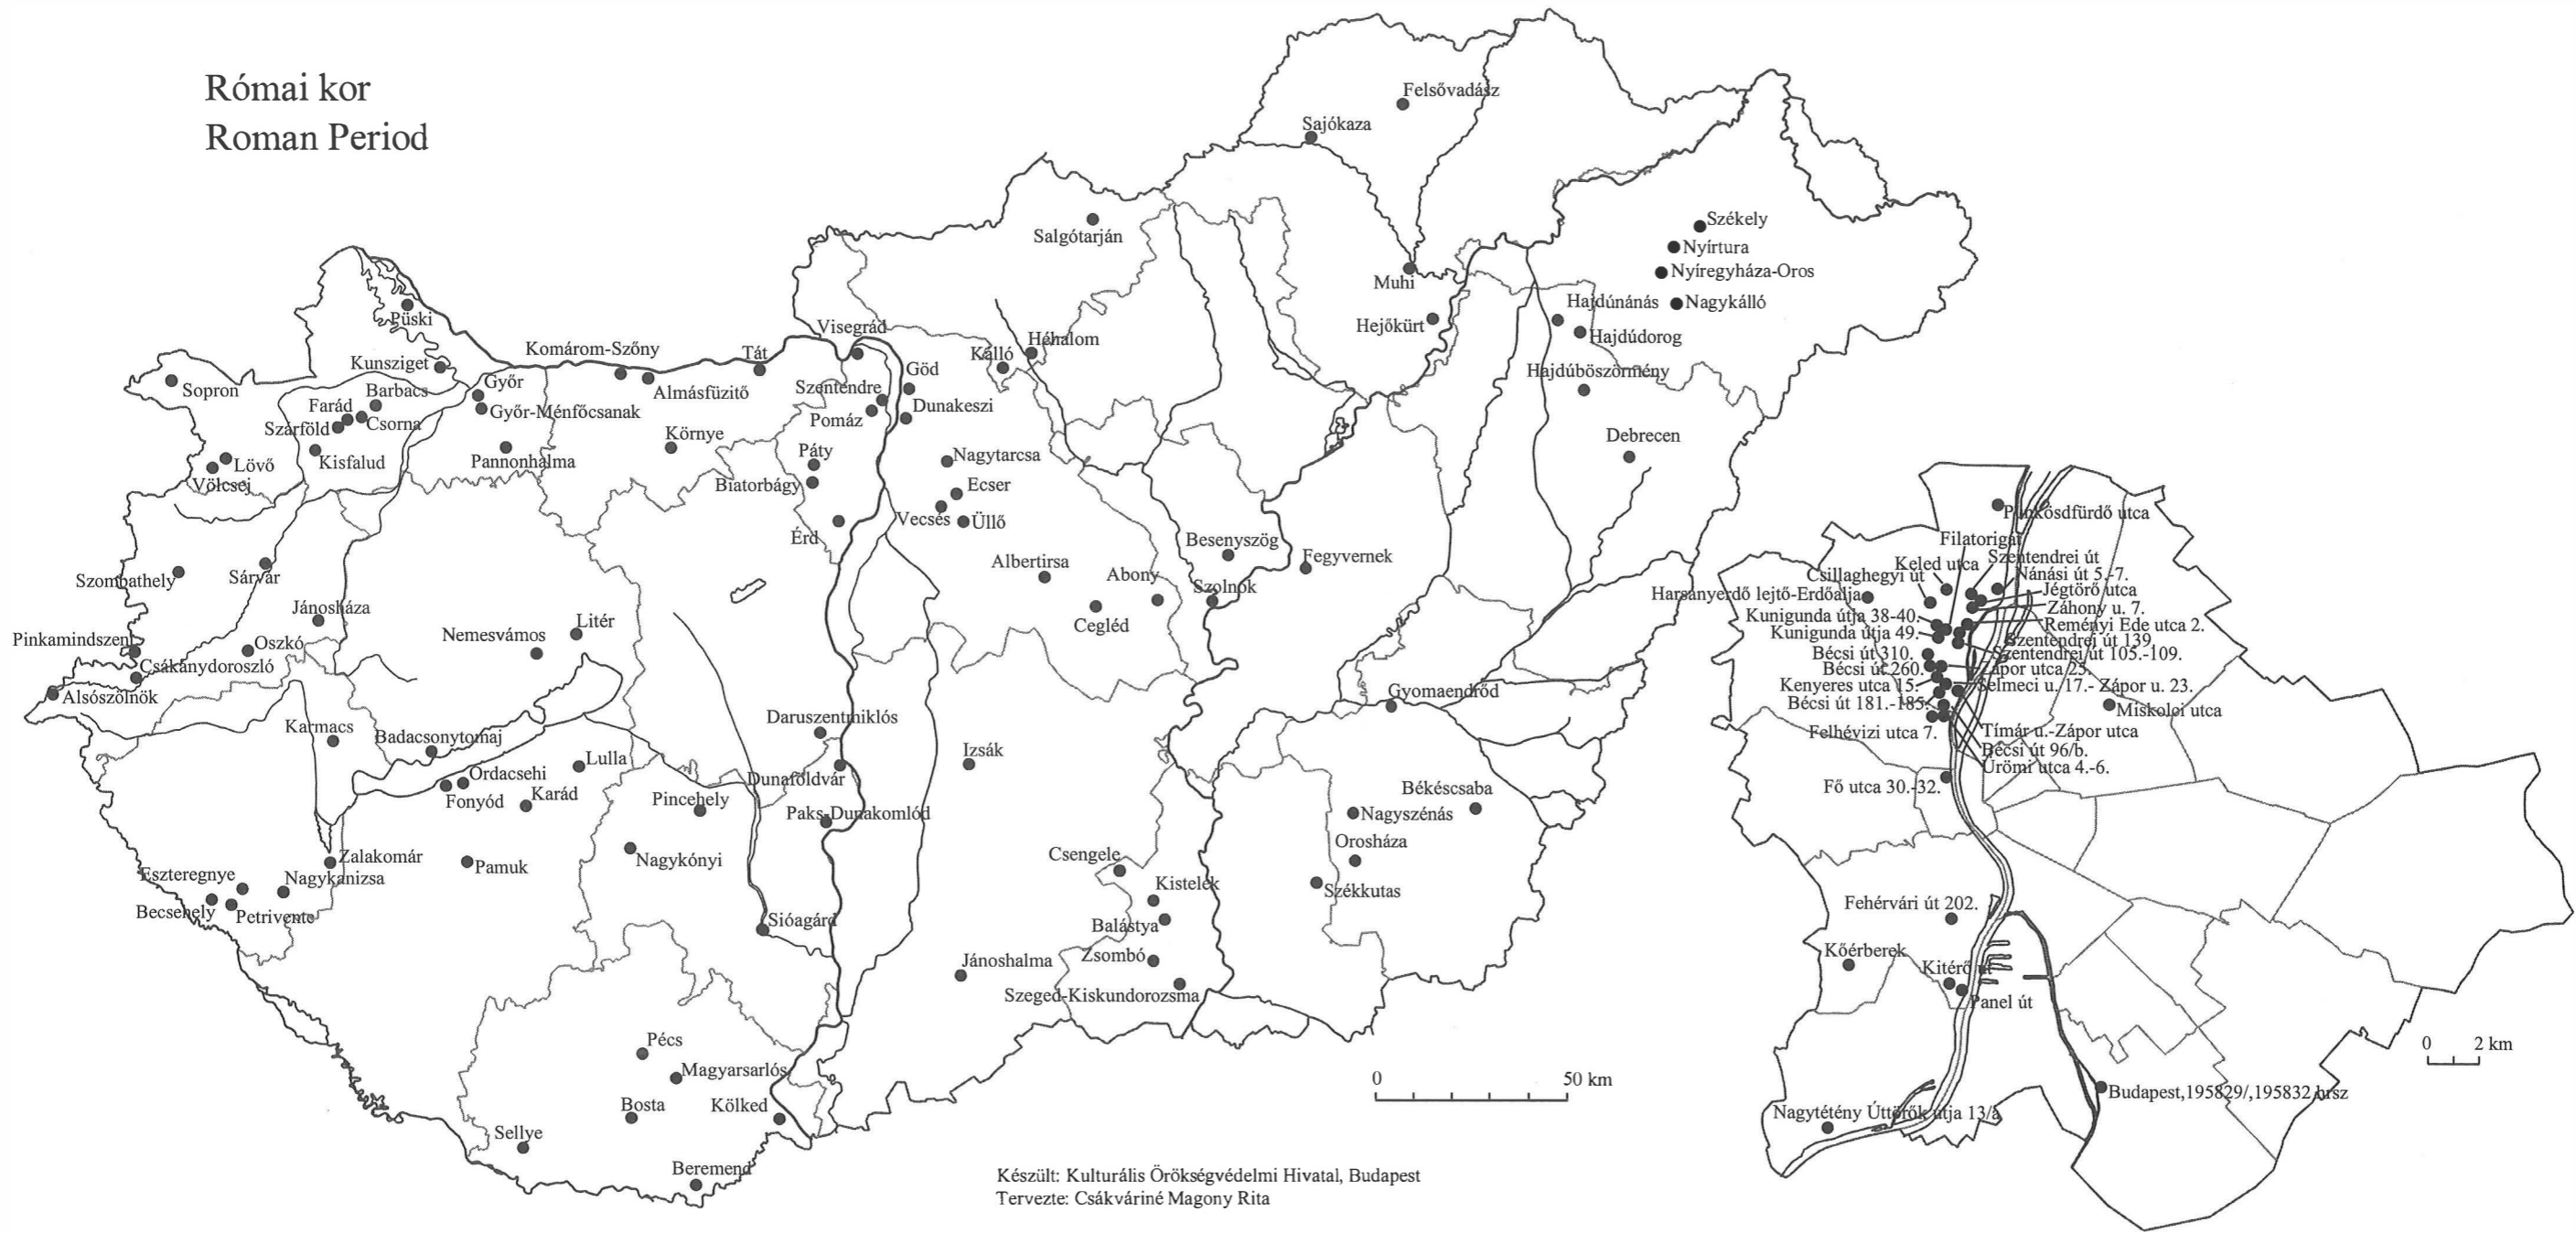 Római kor
Roman Period
Felsővadász
Sajókaza
Salgótarján
Székely
Nyírtura
Nyíregyháza-Oros
Nagykálló
Muhi
Hajdúnánás
Hejőkürt
Hajdúdorog
Hajdúböszörmény
Debrecen
Püski
Visegrád
Komárom-Szőny
Tát
Kálló
Héhalom
Kunsziget
Göd
Sopron
Barbacs
Győr
Almásfüzitő
Szentendre
Farád
Győr-Ménfőcsanak
Dunakeszi
Pomáz
Csorna
Szárföld
Környe
Páty
Nagytarcsa
Lövő
Kisfalud
Pannonhalma
Völcsej
Biatorbágy
Ecser
Vecsés
Üllő
Érd
Besenyszög
Fegyvernek
Albertirsa
Abony
Szolnok
Szombathely
Sárvár
Jánosháza
Litér
Cegléd
Nemesvámos
Pinkamindszent
Oszkó
Csákánydoroszló
Alsószölnök
Gyomaendrőd
Karmacs
Badacsonytomaj
Daruszentmiklós
Izsák
Lulla
Ordacsehi
Dunaföldvár
Fonyód
Karád
Pincehely
Békéscsaba
Paks-Dunakomlód
Nagyszénás
Orosháza
Zalakomár
Pamuk
Nagykónyi
Csengele
Eszteregnye
Nagykanizsa
Kistelek
Székkutas
Becsehely
Petrivente
Sióagárd
Balástya
Jánoshalma
Zsombó
Szeged-Kiskundorozsma
Pécs
Magyarsarlós
Bosta
Kölked
Sellye
Beremend
0 50 km
Készült: Kulturális Örökségvédelmi Hivatal, Budapest
Tervezte: Csákváriné Magony Rita
Pünkösdfürdő utca
Filatorigát
Szentendrei út
Keled utca
Nánási út 5.-7.
Csillaghegyi út
Jégtörő utca
Harsányerdő lejtő-Erdőalja
Záhony u. 7.
Kunigunda útja 38-40.
Reményi Ede utca 2.
Kunigunda útja 49.
Szentendrei út 139.
Bécsi út 310.
Szentendrei út 105.-109.
Bécsi út 260.
Zápor utca 25.
Kenyeres utca 15.
Selmeci u. 17.- Zápor u. 23.
Bécsi út 181.-185.
Miskolci utca
Felhévizi utca 7.
Tímár u.-Zápor utca
Bécsi út 96/b.
Ürömi utca 4.-6.
Fő utca 30.-32.
Fehérvári út 202.
Kőérberek
Kitérő út
Panel út
0 2 km
Budapest,195829/,195832 hrsz
Nagytétény Úttörők útja 13/a